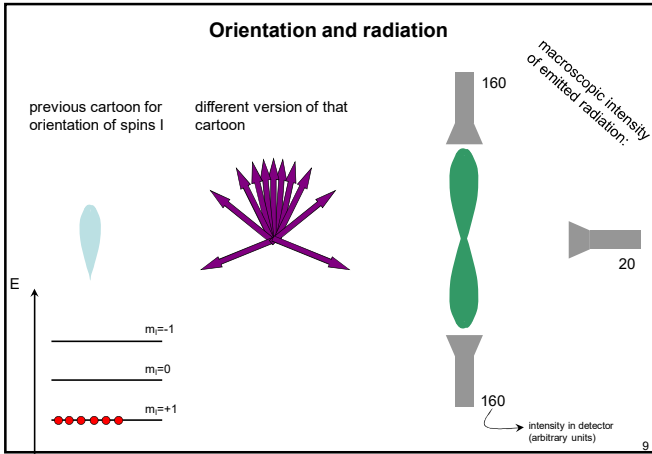 Orientation and radiation
previous cartoon for
orientation of spins I
different version of that
cartoon
160
macroscopic intensity
of emitted radiation:
20
E
mI=-1
mI=0
mI=+1
160
intensity in detector
(arbitrary units)
9